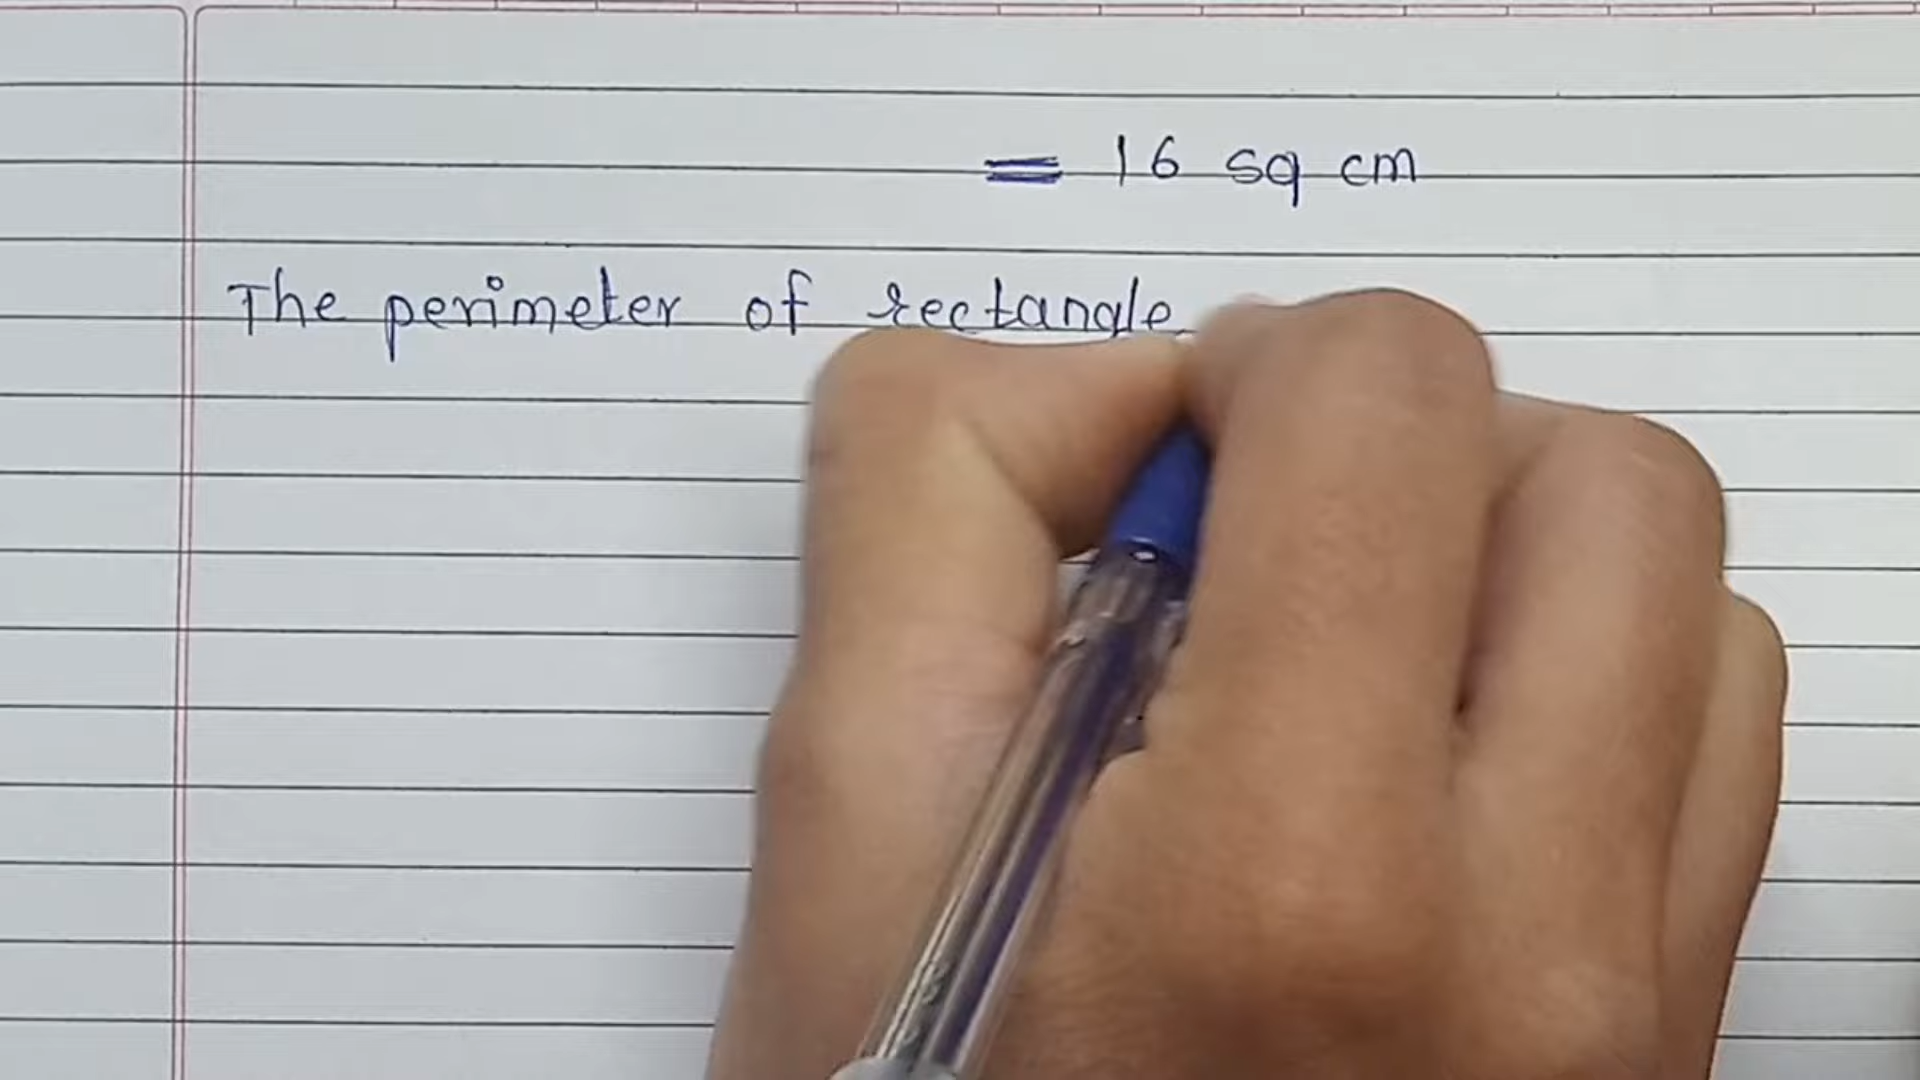 = 16 sq cm
The perimeter of rectangle